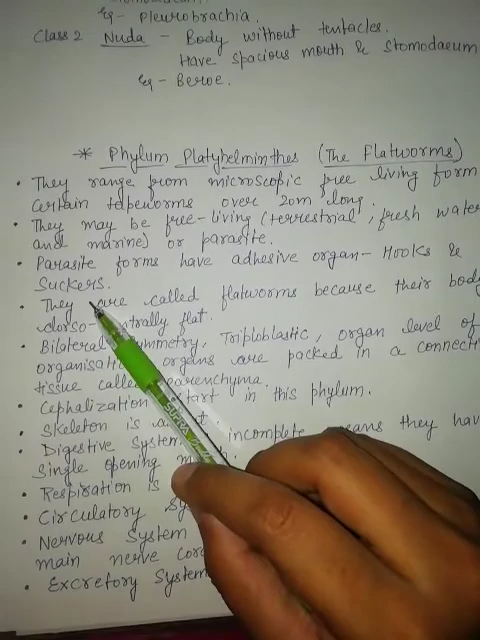 Eg - Pleurobrachia.
Class 2 Nuda - Body without tentacles.
Have spacious mouth & stomodaeum
Eg - Beroe.
* Phylum Platyhelminthes (The Flatworms)
• They range from microscopic free living form
certain tapeworms over 20m long.
• They may be free-living (terrestrial, fresh water
and marine) or parasite.
• Parasite forms have adhesive organ - Hooks &
Suckers.
• They are called flatworms because their body
dorso- flat.
• Bilateral Symmetry, Triploblastic, organ level of
organisation organs are packed in a connecti
tissue called parenchyma.
• Cephalization start in this phylum.
• Skeleton is
• Digestive System incomplete means they hav
Single opening
• Respiration is
• Circulatory Sy
• Nervous System
main nerve cor
• Excretory System